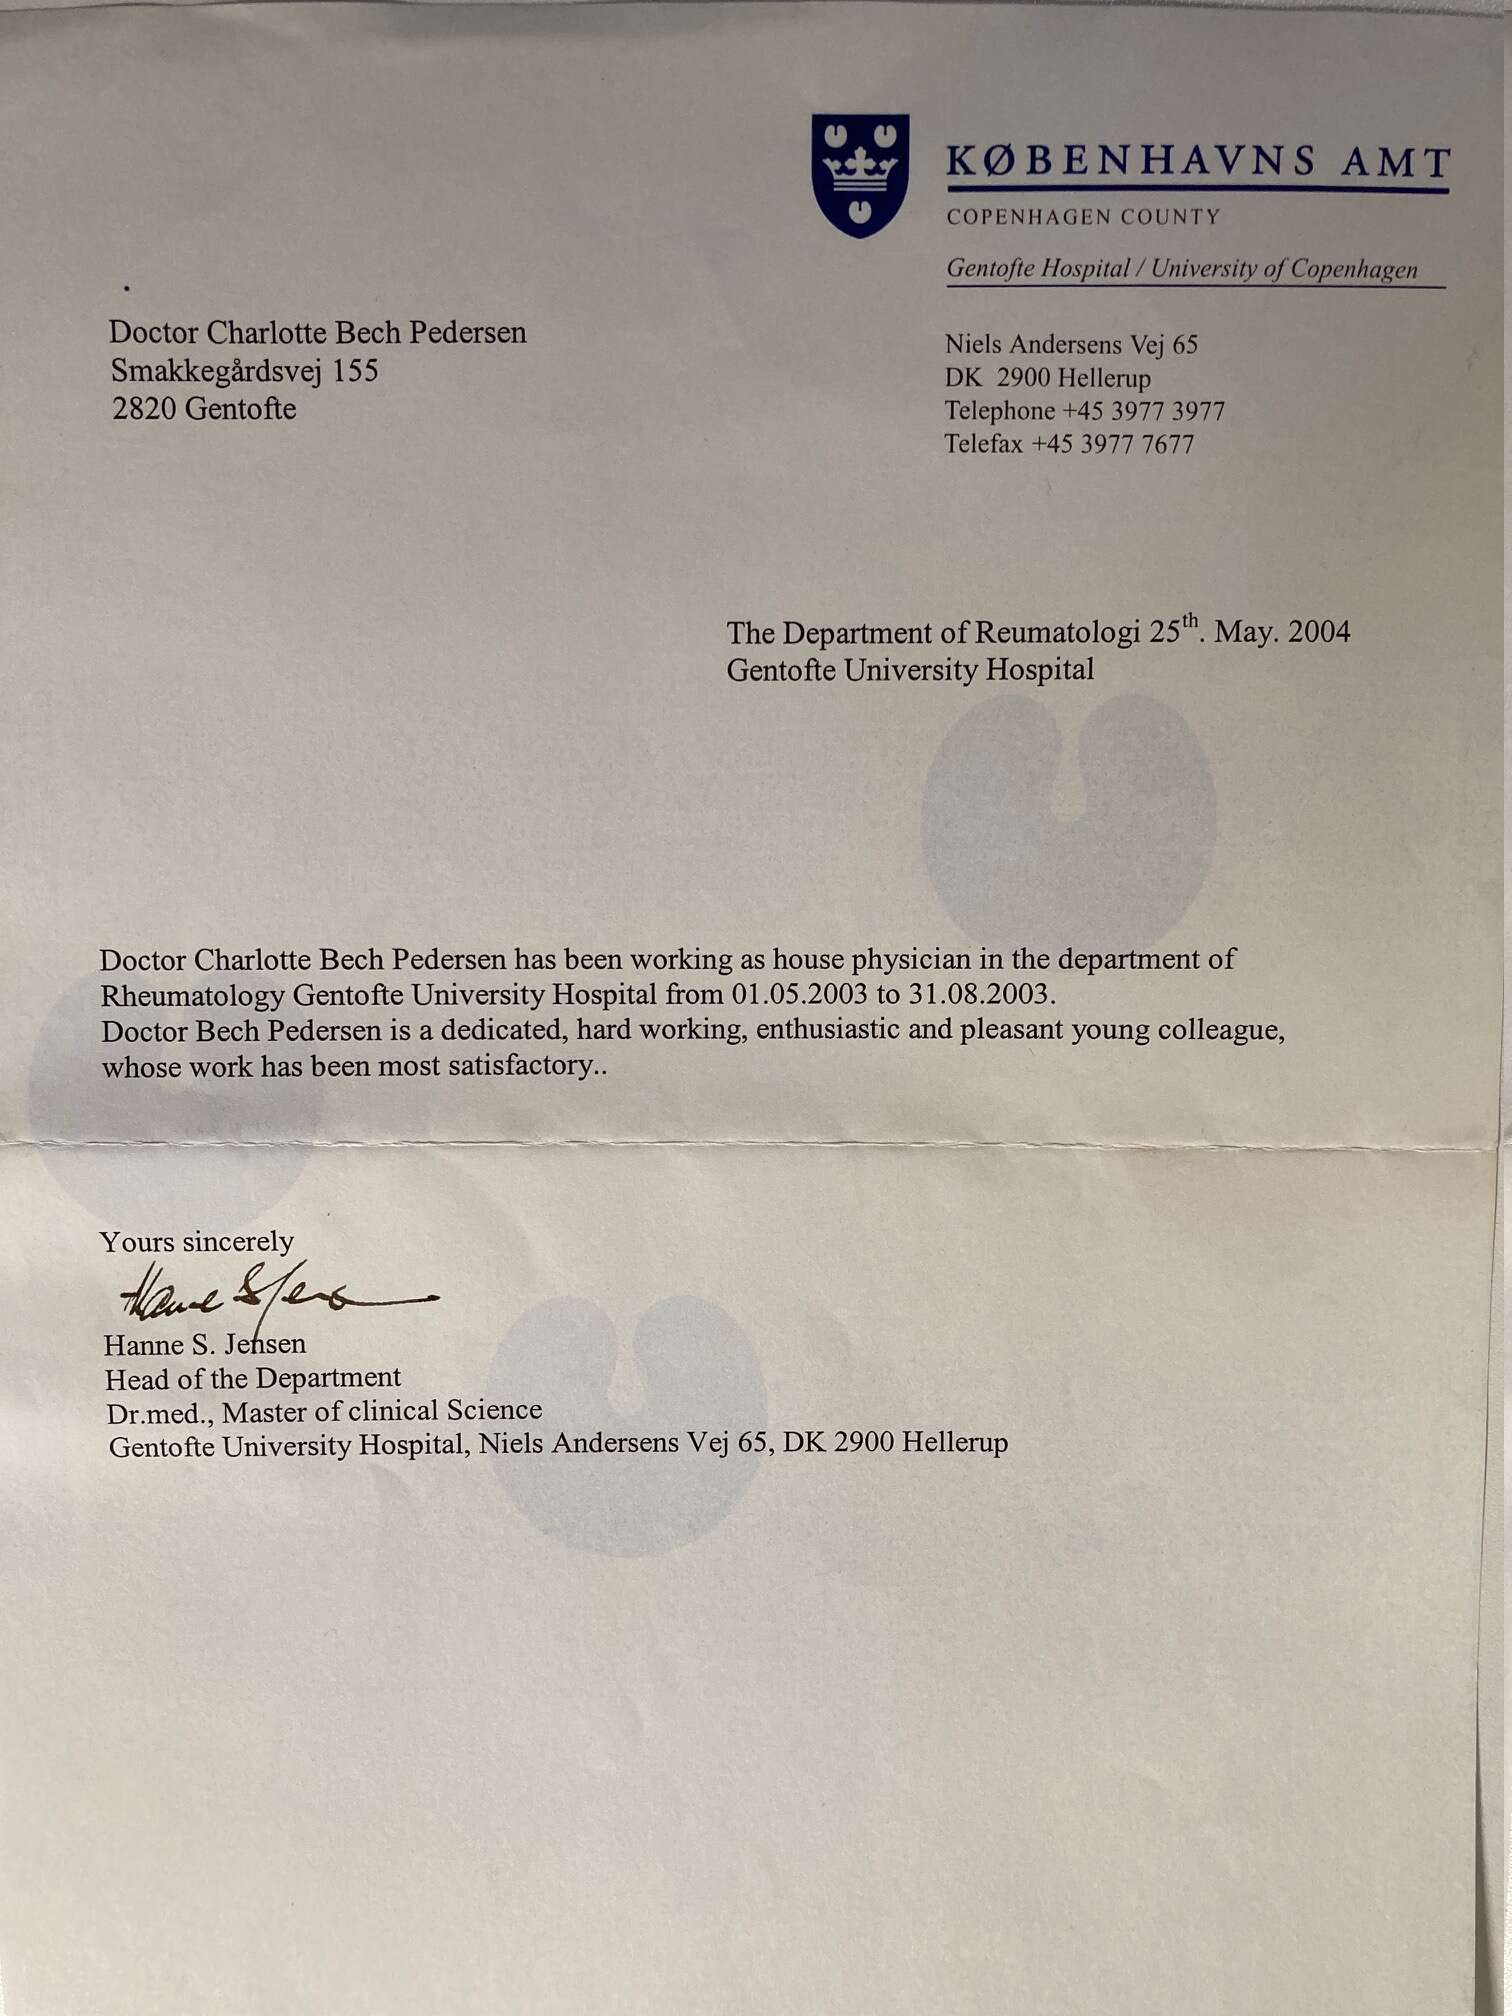 KØBENHAVNS AMT
COPENHAGEN COUNTY
Gentofte Hospital / University of Copenhagen
Doctor Charlotte Bech Pedersen
Smakkegårdsvej 155
2820 Gentofte
Niels Andersens Vej 65
DK 2900 Hellerup
Telephone +45 3977 3977
Telefax +45 3977 7677
The Department of Reumatologi 25th. May. 2004
Gentofte University Hospital
Doctor Charlotte Bech Pedersen has been working as house physician in the department of
Rheumatology Gentofte University Hospital from 01.05.2003 to 31.08.2003.
Doctor Bech Pedersen is a dedicated, hard working, enthusiastic and pleasant young colleague,
whose work has been most satisfactory..
Yours sincerely
Hanne S. Jensen
Head of the Department
Dr.med., Master of clinical Science
Gentofte University Hospital, Niels Andersens Vej 65, DK 2900 Hellerup